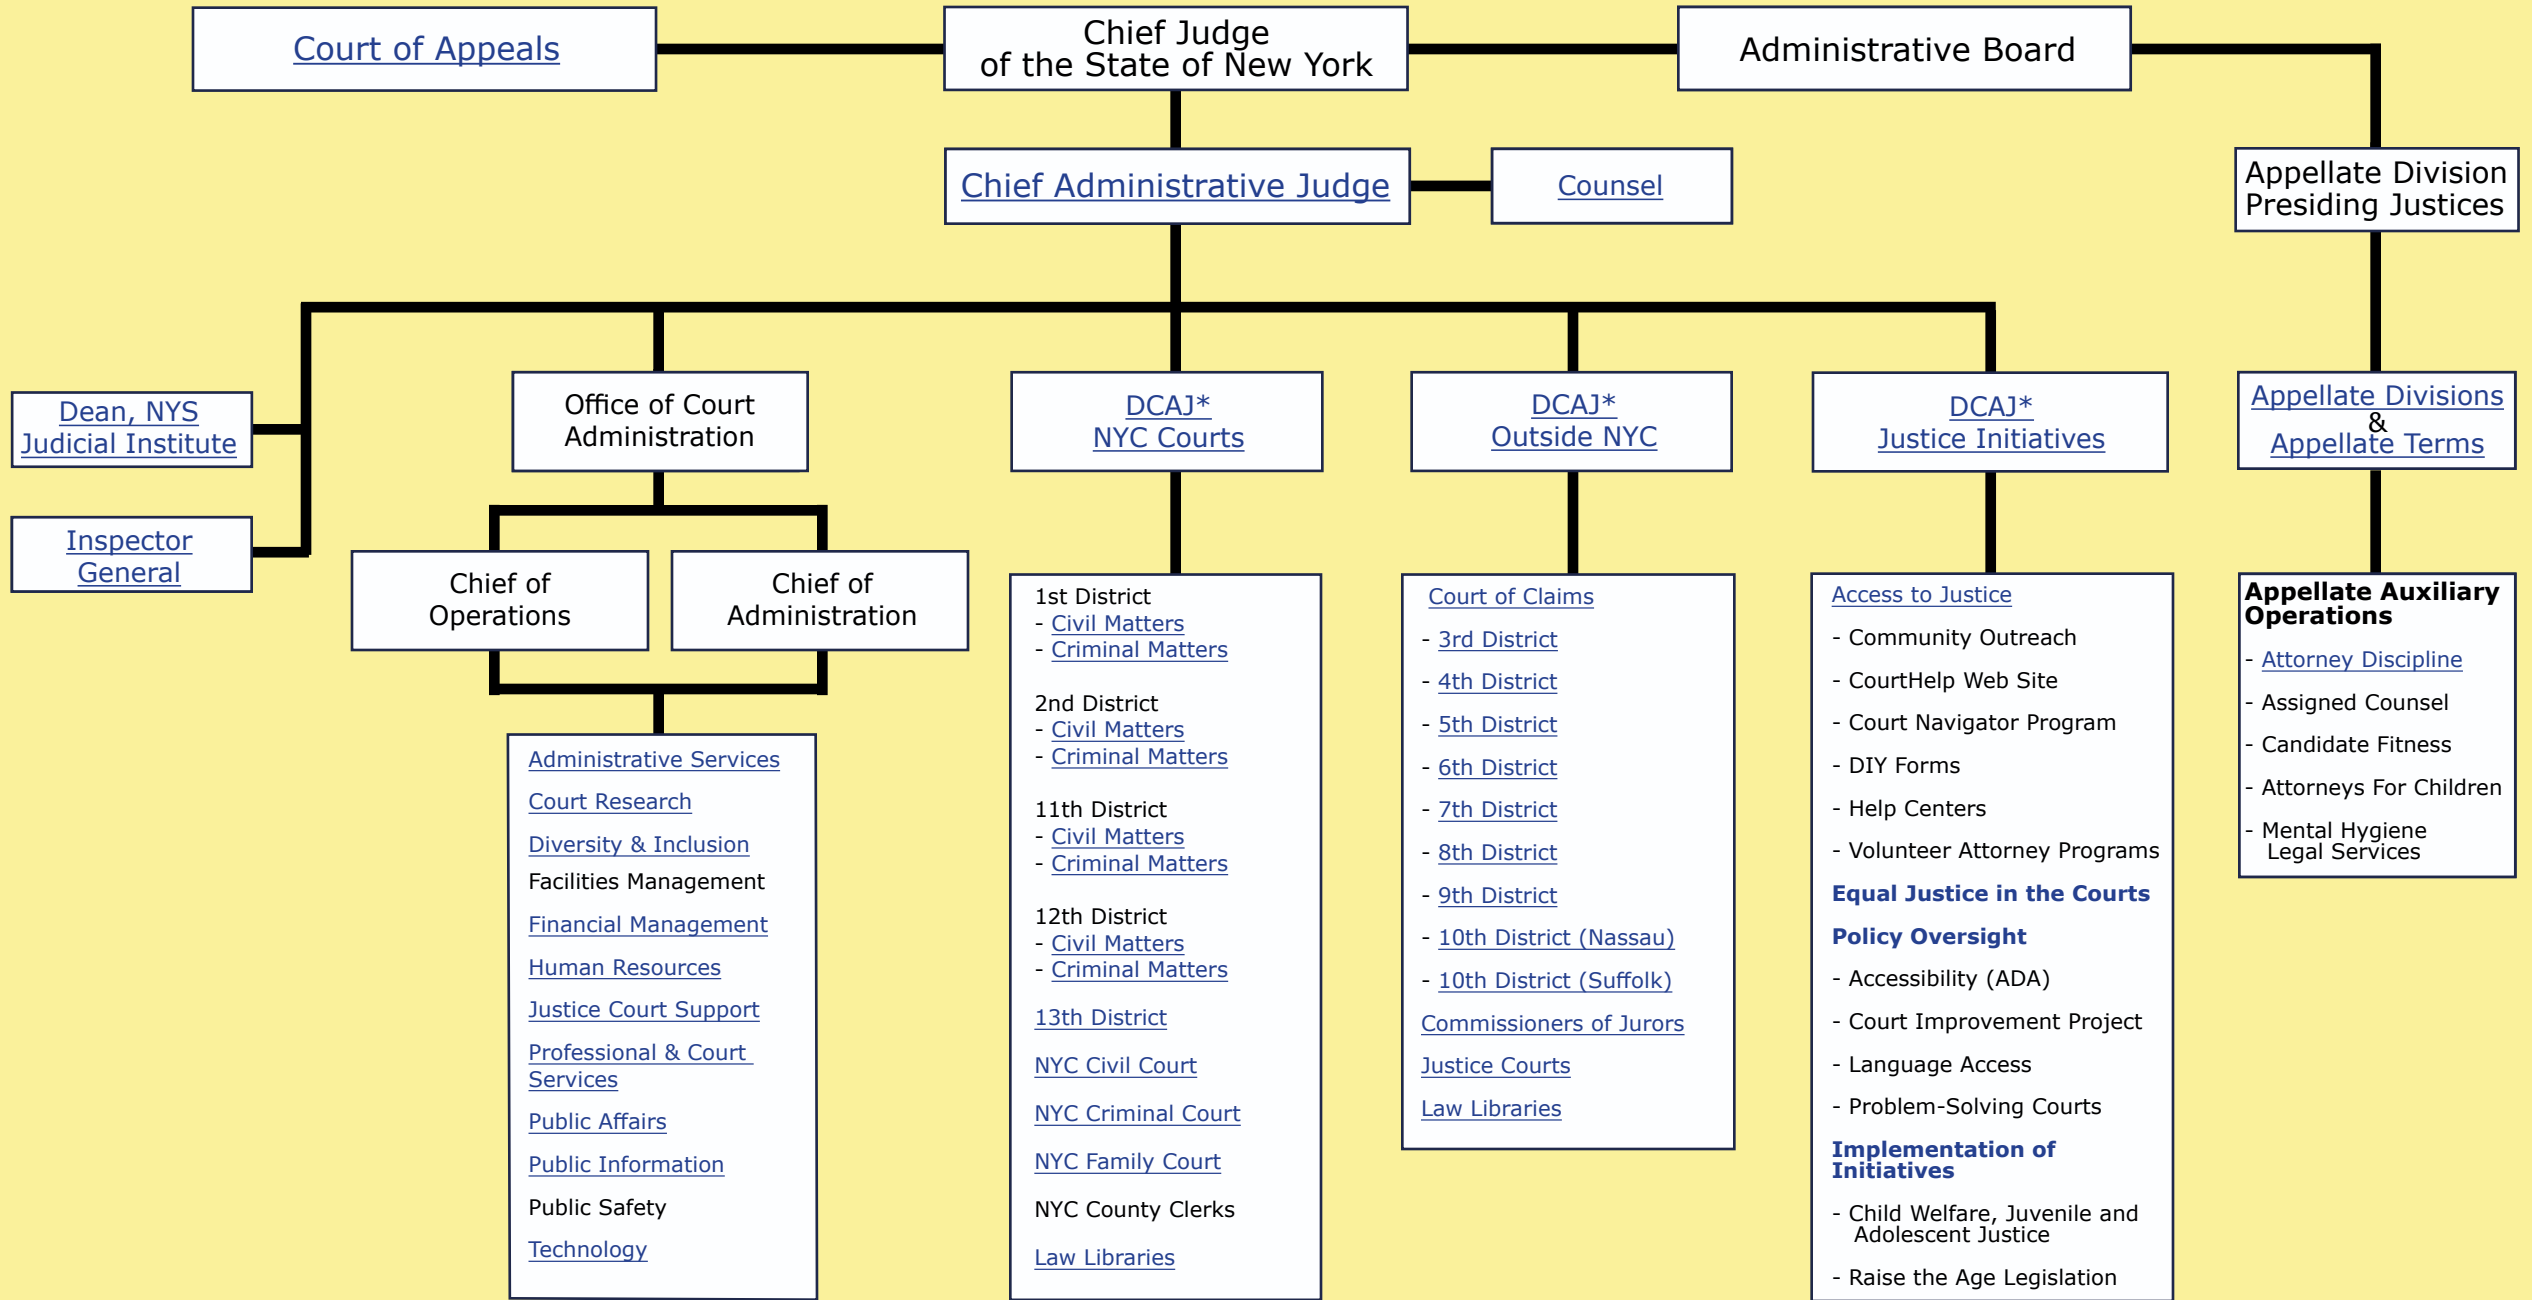 Court of Appeals
Chief Judge
of the State of New York
Administrative Board
Chief Administrative Judge
Counsel
Appellate Division
Presiding Justices
Dean, NYS
Judicial Institute
Inspector
General
Office of Court
Administration
Chief of
Operations
Chief of
Administration
Administrative Services
Court Research
Diversity & Inclusion
Facilities Management
Financial Management
Human Resources
Justice Court Support
Professional & Court
Services
Public Affairs
Public Information
Public Safety
Technology
DCAJ*
NYC Courts
1st District
- Civil Matters
- Criminal Matters
2nd District
- Civil Matters
- Criminal Matters
11th District
- Civil Matters
- Criminal Matters
12th District
- Civil Matters
- Criminal Matters
13th District
NYC Civil Court
NYC Criminal Court
NYC Family Court
NYC County Clerks
Law Libraries
DCAJ*
Outside NYC
Court of Claims
- 3rd District
- 4th District
- 5th District
- 6th District
- 7th District
- 8th District
- 9th District
- 10th District (Nassau)
- 10th District (Suffolk)
Commissioners of Jurors
Justice Courts
Law Libraries
DCAJ*
Justice Initiatives
Access to Justice
- Community Outreach
- CourtHelp Web Site
- Court Navigator Program
- DIY Forms
- Help Centers
- Volunteer Attorney Programs
Equal Justice in the Courts
Policy Oversight
- Accessibility (ADA)
- Court Improvement Project
- Language Access
- Problem-Solving Courts
Implementation of
Initiatives
- Child Welfare, Juvenile and
Adolescent Justice
- Raise the Age Legislation
Appellate Divisions
&
Appellate Terms
Appellate Auxiliary
Operations
- Attorney Discipline
- Assigned Counsel
- Candidate Fitness
- Attorneys For Children
- Mental Hygiene
Legal Services